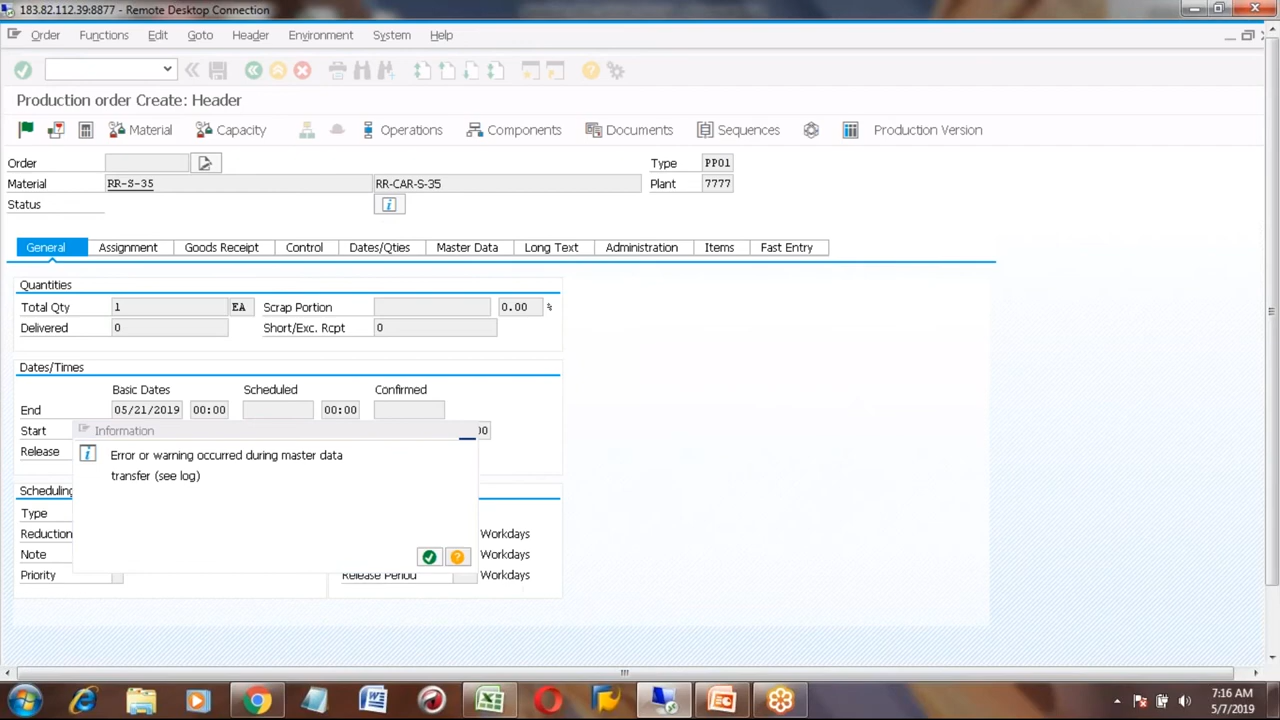 183.82.112.39:8877 - Remote Desktop Connection
Order Functions Edit Goto Header Environment System Help
Production order Create: Header
Material Capacity Operations Components Documents Sequences Production Version
Order Type PP01
Material RR-S-35 RR-CAR-S-35 Plant 7777
Status
General Assignment Goods Receipt Control Dates/Qties Master Data Long Text Administration Items Fast Entry
Quantities
Total Qty 1 EA Scrap Portion 0.00 %
Delivered 0 Short/Exc. Rcpt 0
Dates/Times
Basic Dates Scheduled Confirmed
End 05/21/2019 00:00 00:00
Start 00
Information
Release
Error or warning occurred during master data
transfer (see log)
Scheduling
Type
Reduction Workdays
Note Workdays
Priority Release Period Workdays
7:16 AM
5/7/2019